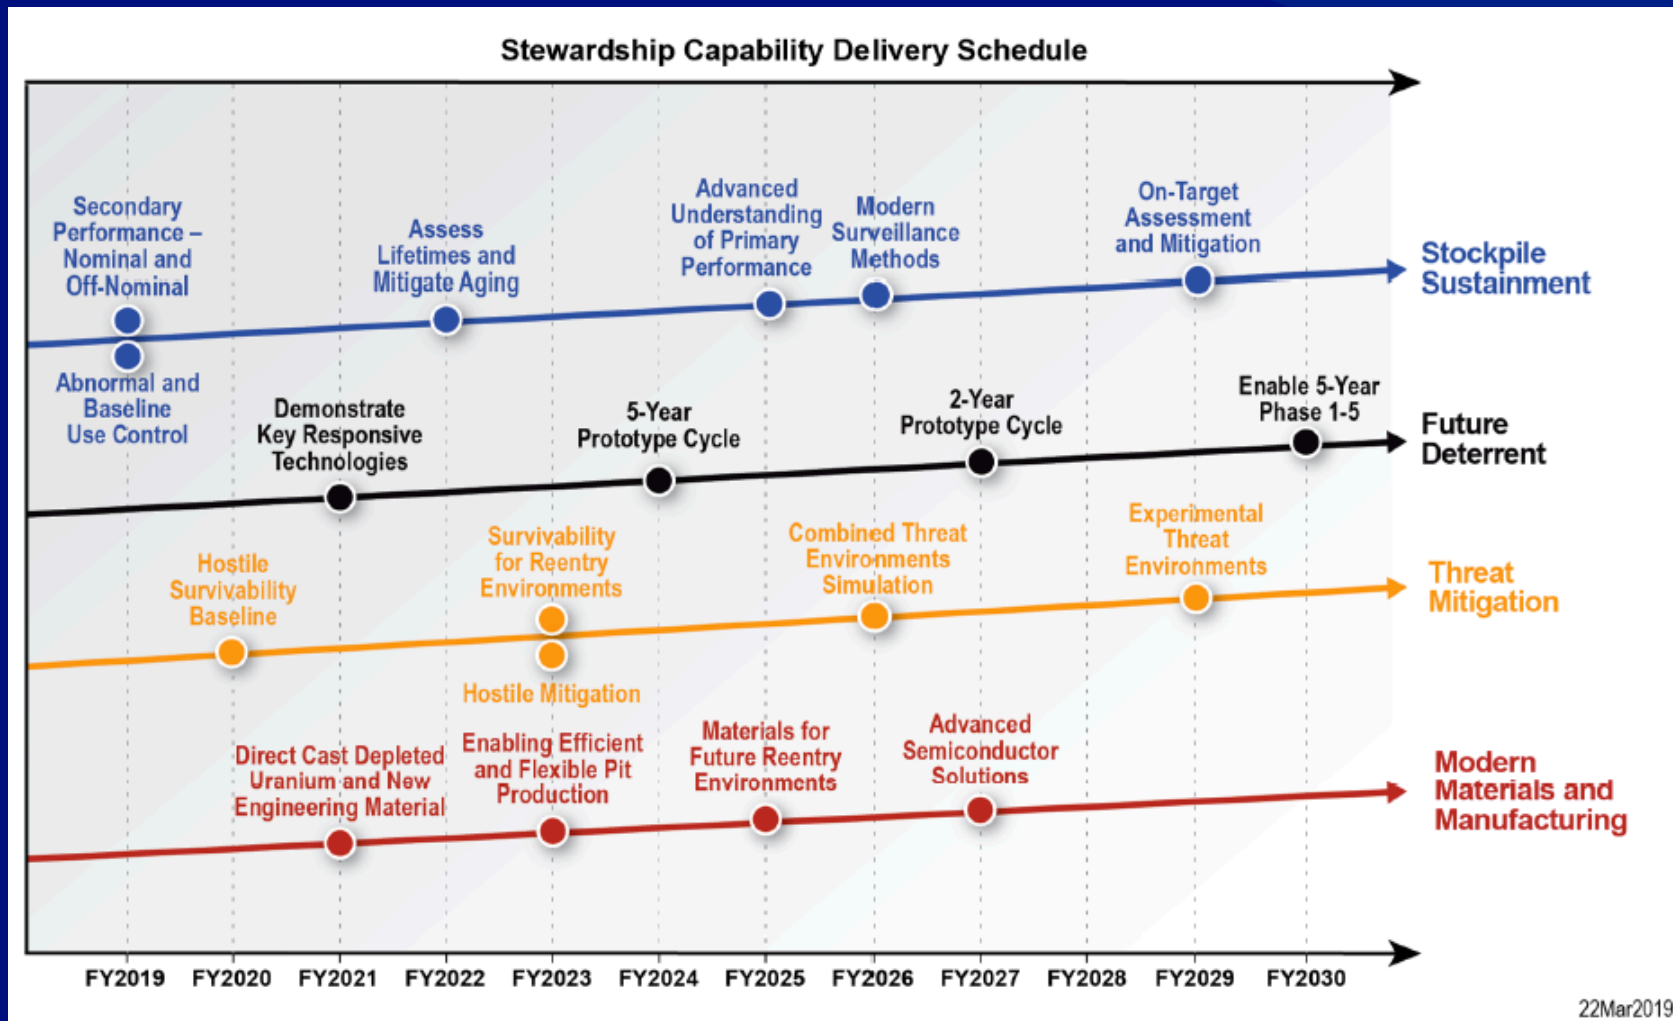 Stewardship Capability Delivery Schedule
Secondary
Performance –
Nominal and
Off-Nominal
Abnormal and
Baseline
Use Control
Assess
Lifetimes and
Mitigate Aging
Advanced
Understanding
of Primary
Performance
Modern
Surveillance
Methods
On-Target
Assessment
and Mitigation
Stockpile
Sustainment
Demonstrate
Key Responsive
Technologies
5-Year
Prototype Cycle
2-Year
Prototype Cycle
Enable 5-Year
Phase 1-5
Future
Deterrent
Hostile
Survivability
Baseline
Survivability
for Reentry
Environments
Hostile Mitigation
Combined Threat
Environments
Simulation
Experimental
Threat
Environments
Threat
Mitigation
Direct Cast Depleted
Uranium and New
Engineering Material
Enabling Efficient
and Flexible Pit
Production
Materials for
Future Reentry
Environments
Advanced
Semiconductor
Solutions
Modern
Materials and
Manufacturing
FY2019 FY2020 FY2021 FY2022 FY2023 FY2024 FY2025 FY2026 FY2027 FY2028 FY2029 FY2030
22Mar2019